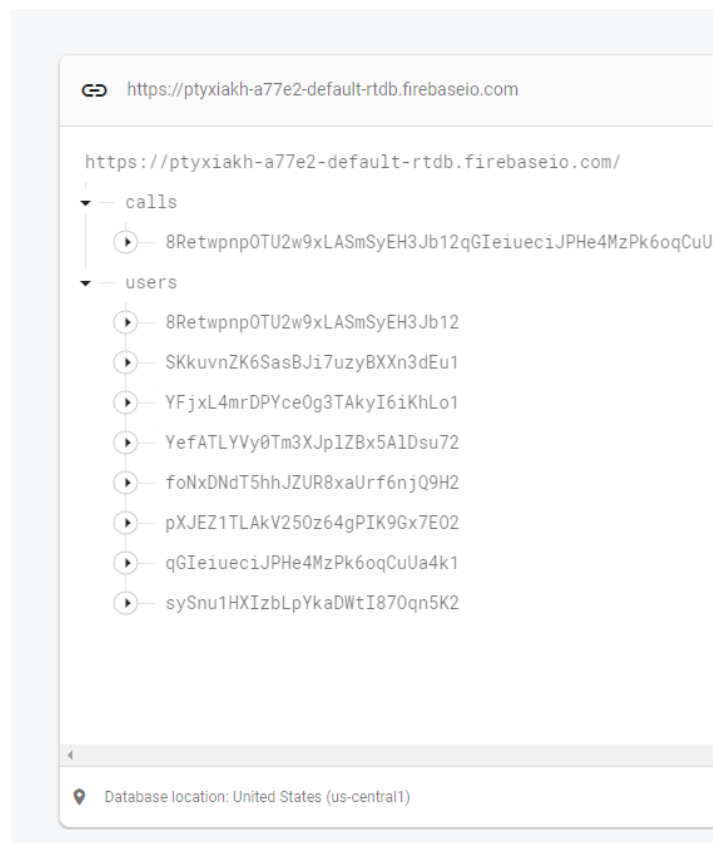 https://ptyxiakh-a77e2-default-rtdb.firebaseio.com
https://ptyxiakh-a77e2-default-rtdb.firebaseio.com/
calls
8RetwpnpOTU2w9xLASmSyEH3Jb12qGIeiueciJPHe4MzPk6oqCuU
users
8RetwpnpOTU2w9xLASmSyEH3Jb12
SKkuvnZK6SasBJi7uzyBXXn3dEu1
YFjxL4mrDPYceOg3TAkyI6iKhLo1
YefATLYVy0Tm3XJplZBx5AlDsu72
foNxDNdT5hhJZUR8xaUrf6njQ9H2
pXJEZ1TLAkV25Oz64gPIK9Gx7EO2
qGIeiueciJPHe4MzPk6oqCuUa4k1
sySnu1HXIzbLpYkaDWtI87Oqn5K2
Database location: United States (us-central1)